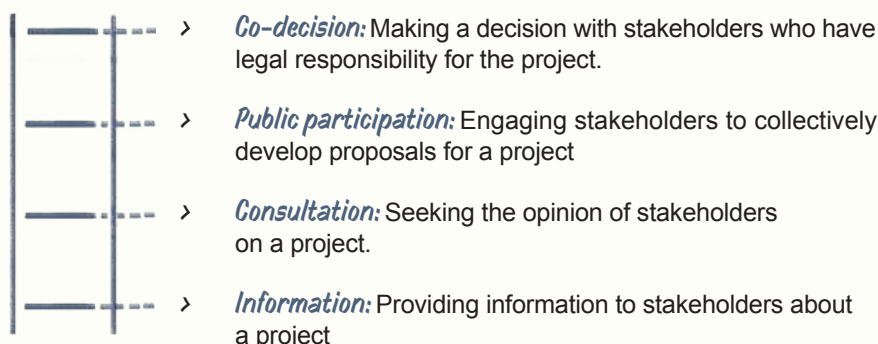 › Co-decision: Making a decision with stakeholders who have
legal responsibility for the project.
› Public participation: Engaging stakeholders to collectively
develop proposals for a project
› Consultation: Seeking the opinion of stakeholders
on a project.
› Information: Providing information to stakeholders about
a project